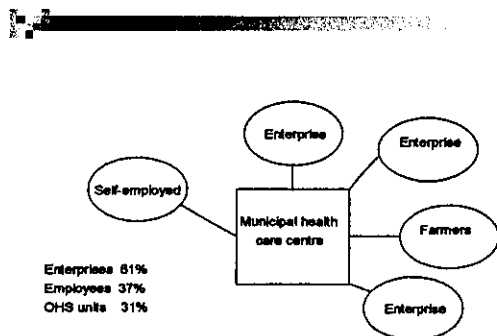 Enterprise
Enterprise
Self-employed
Municipal health
care centre
Farmers
Enterprise
Enterprises 61%
Employees 37%
OHS units 31%